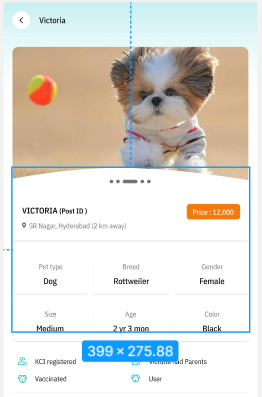 Victoria
VICTORIA (Post ID )
Price : 12,000
SR Nagar, Hyderabad (2 km away)
Pet type
Breed
Gender
Dog
Rottweiler
Female
Size
Age
Color
Medium
2 yr 3 mon
Black
399 × 275.88
KCI registered
had Parents
Vaccinated
User